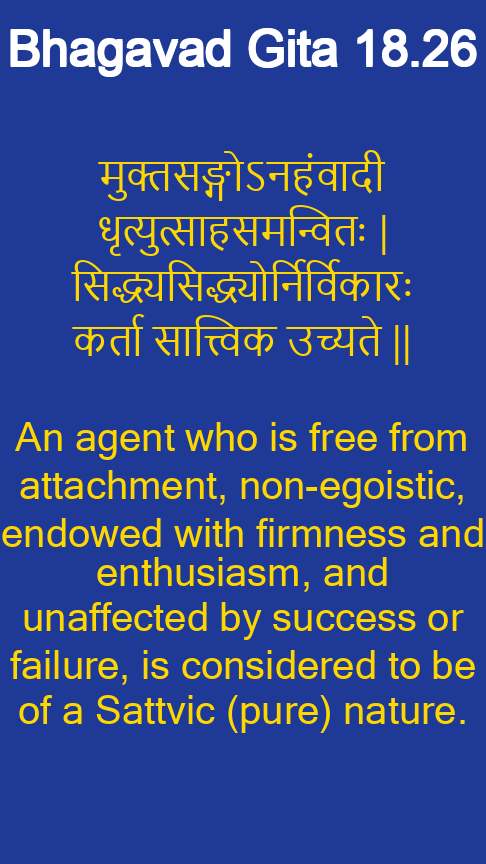 Bhagavad Gita 18.26
मुक्तसङ्गोऽनहंवादी
धृत्युत्साहसमन्वितः |
सिद्ध्यसिद्ध्योर्निर्विकारः
कर्ता सात्त्विक उच्यते ||
An agent who is free from
attachment, non-egoistic,
endowed with firmness and
enthusiasm, and
unaffected by success or
failure, is considered to be
of a Sattvic (pure) nature.